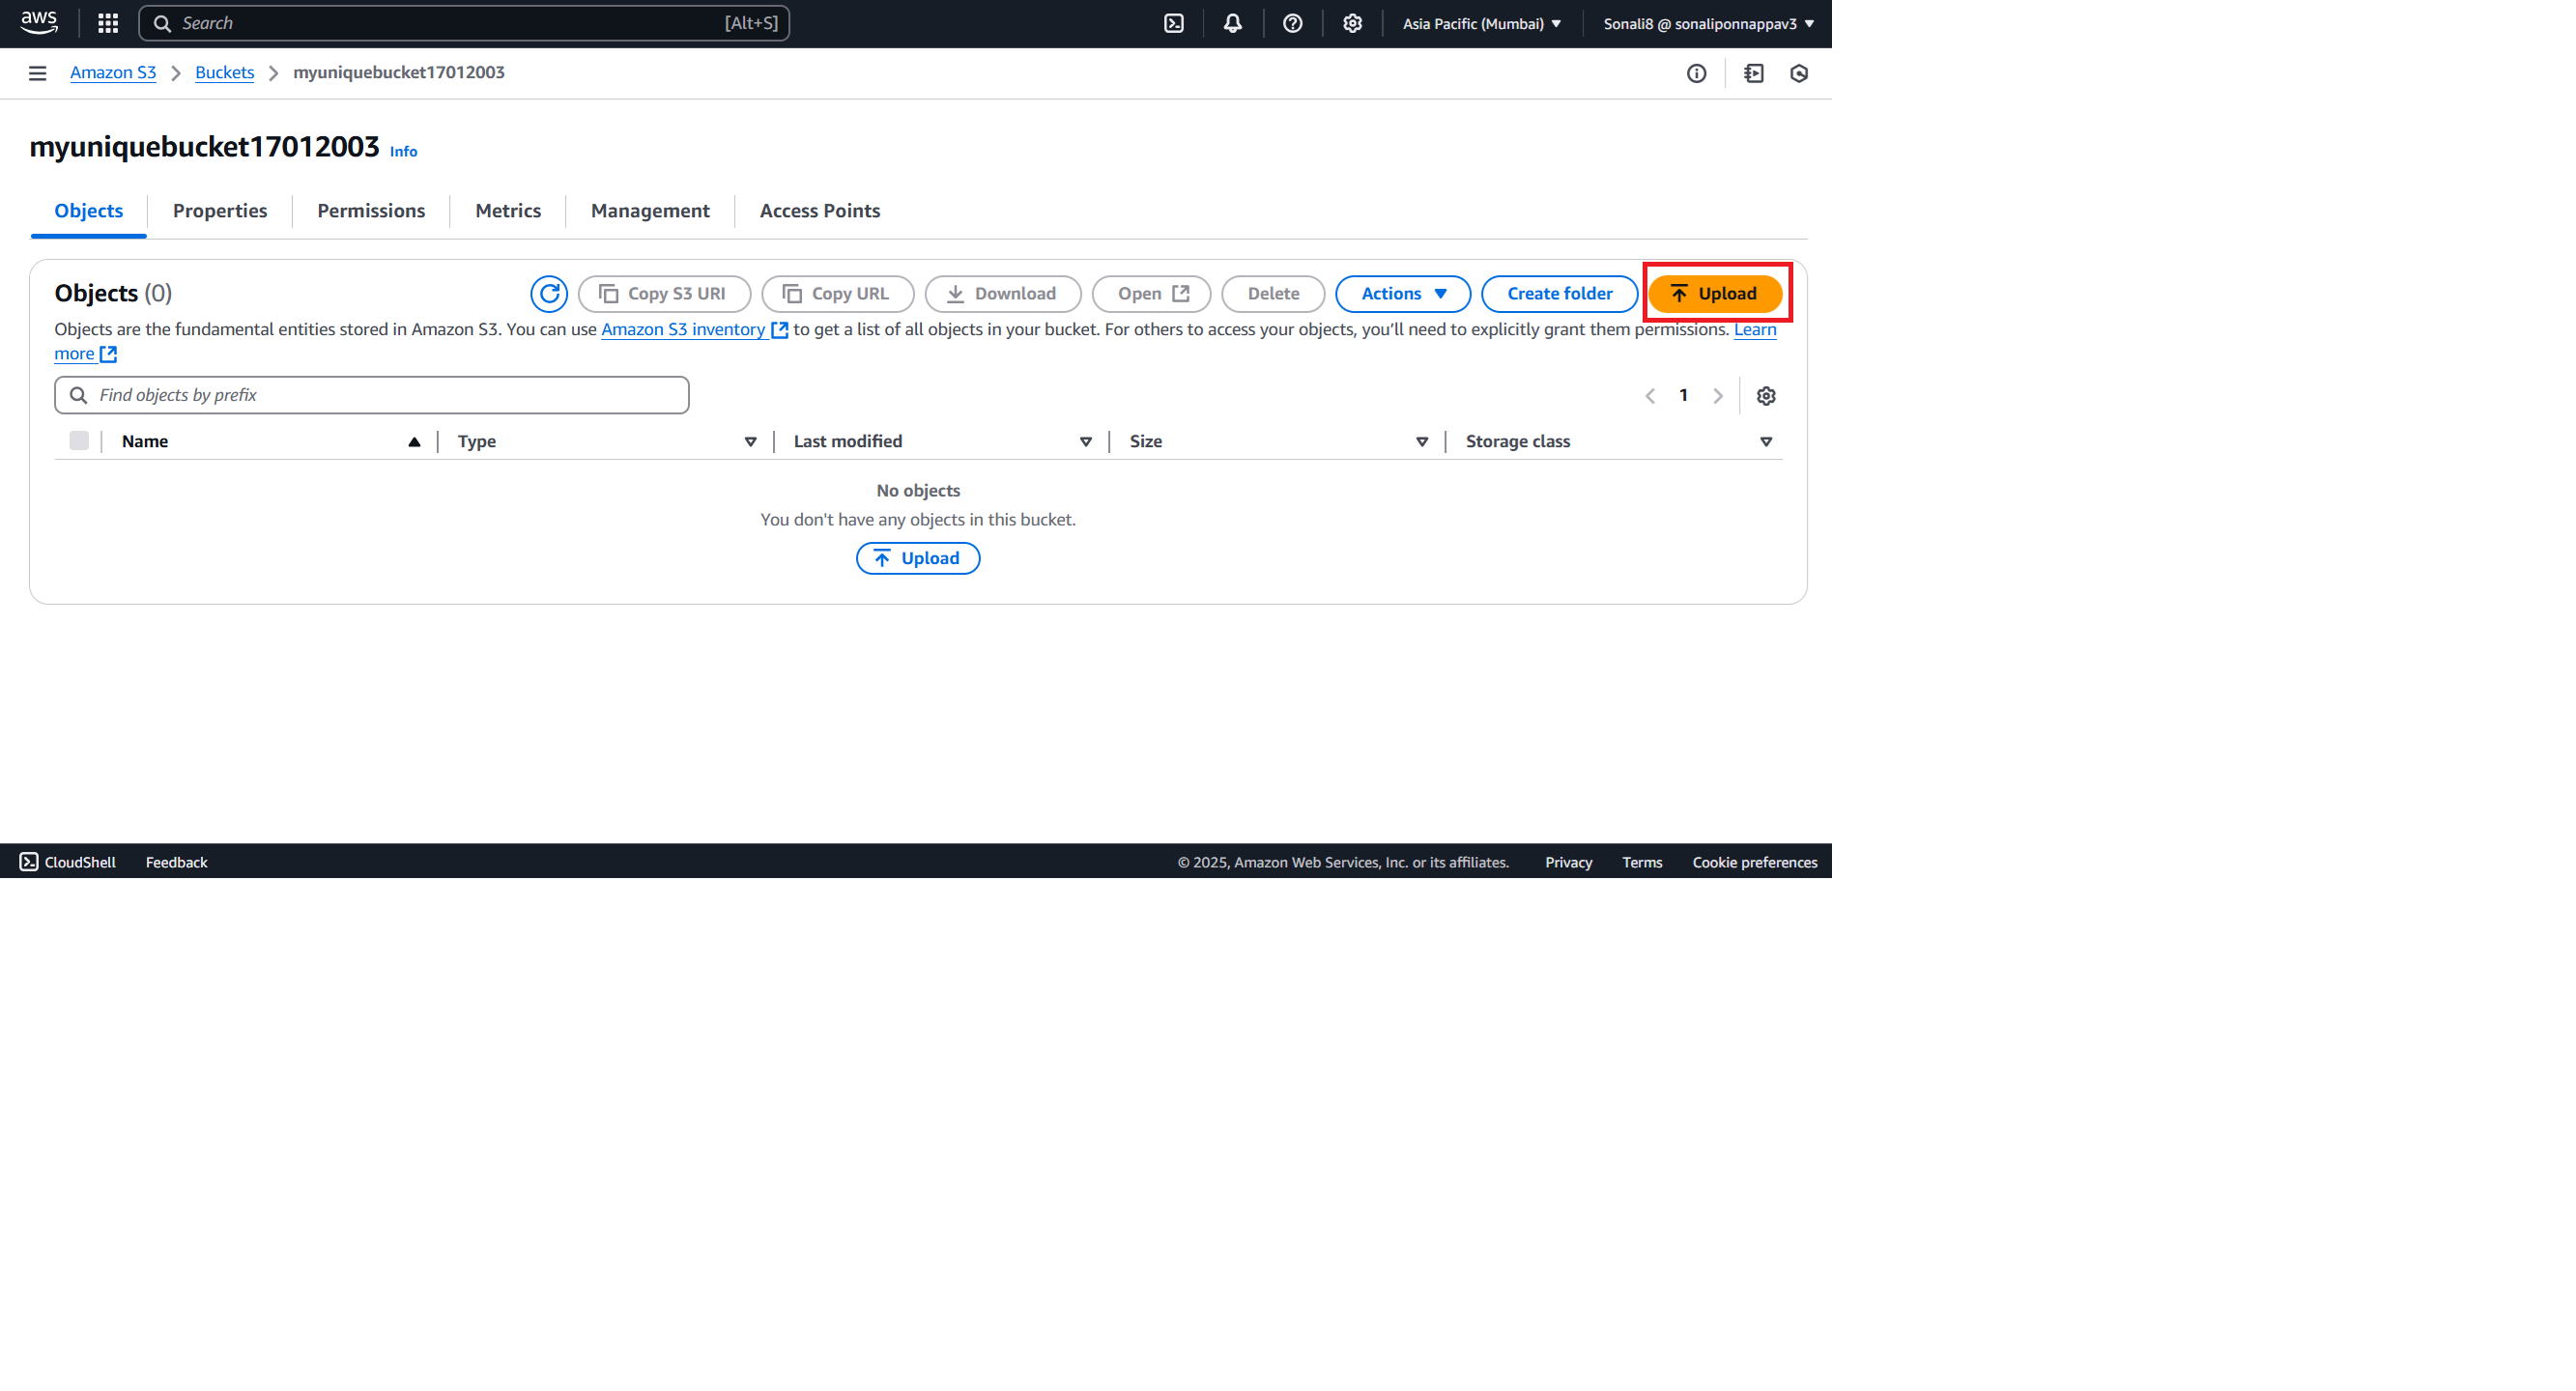 aws Search [Alt+S] Asia Pacific (Mumbai) Sonali8 @ sonaliponnappav3
Amazon S3 Buckets myuniquebucket17012003
myuniquebucket17012003 Info
Objects Properties Permissions Metrics Management Access Points
Objects (0) Copy S3 URI Copy URL Download Open Delete Actions Create folder Upload
Objects are the fundamental entities stored in Amazon S3. You can use Amazon S3 inventory to get a list of all objects in your bucket. For others to access your objects, you’ll need to explicitly grant them permissions. Learn
more
Find objects by prefix 1
Name Type Last modified Size Storage class
No objects
You don't have any objects in this bucket.
Upload
CloudShell Feedback © 2025, Amazon Web Services, Inc. or its affiliates. Privacy Terms Cookie preferences